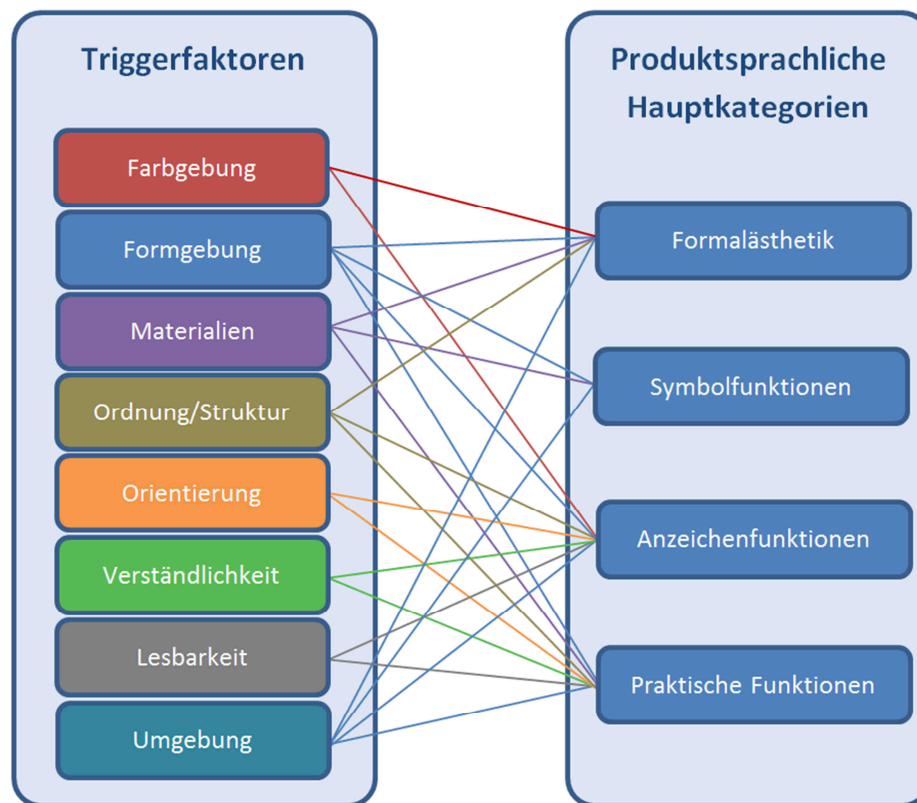 Triggerfaktoren
Farbgebung
Formgebung
Materialien
Ordnung/Struktur
Orientierung
Verständlichkeit
Lesbarkeit
Umgebung
Produktsprachliche
Hauptkategorien
Formalästhetik
Symbolfunktionen
Anzeichenfunktionen
Praktische Funktionen